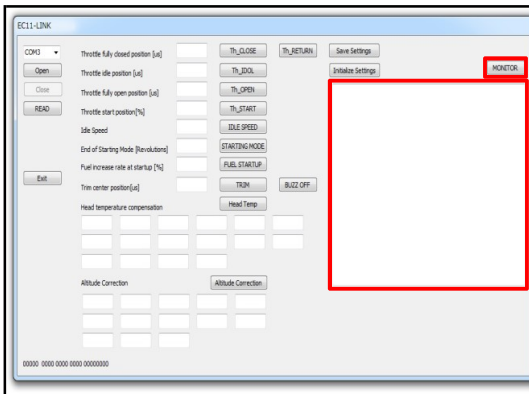 EC11-LINK
COM3
Throttle fully closed position [us]
Th_CLOSE
Th_RETURN
Save Settings
Open
Throttle idle position [us]
Th_IDOL
Initialize Settings
MONITOR
Close
Throttle fully open position [us]
Th_OPEN
READ
Throttle start position[%]
Th_START
Idle Speed
IDLE SPEED
End of Starting Mode [Revolutions]
STARTING MODE
Fuel increase rate at startup [%]
FUEL STARTUP
Exit
Trim center position[us]
TRIM
BUZZ OFF
Head temperature compensation
Head Temp
Altitude Correction
Altitude Correction
00000 0000 0000 0000 00000000